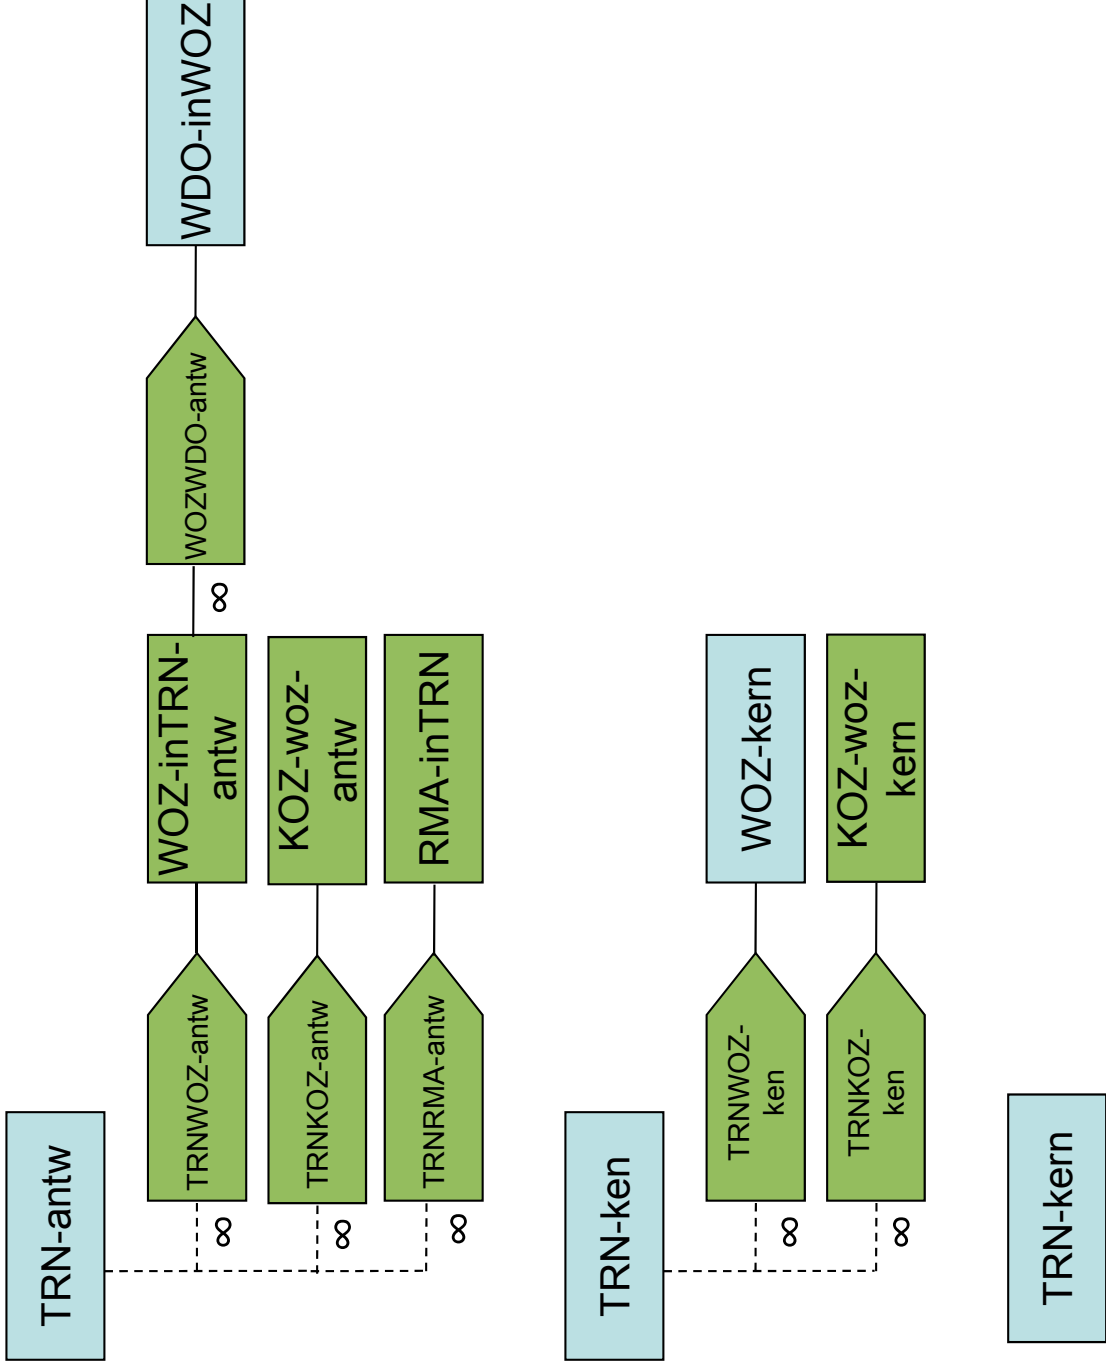 TRN-antw
TRNWOZ-antw
∞
WOZ-inTRN-
antw
∞
WOZWDO-antw
WDO-inWOZ
TRNKOZ-antw
∞
KOZ-woz-
antw
TRNRMA-antw
∞
RMA-inTRN
TRN-ken
TRNWOZ-
ken
∞
WOZ-kern
TRNKOZ-
ken
∞
KOZ-woz-
kern
TRN-kern